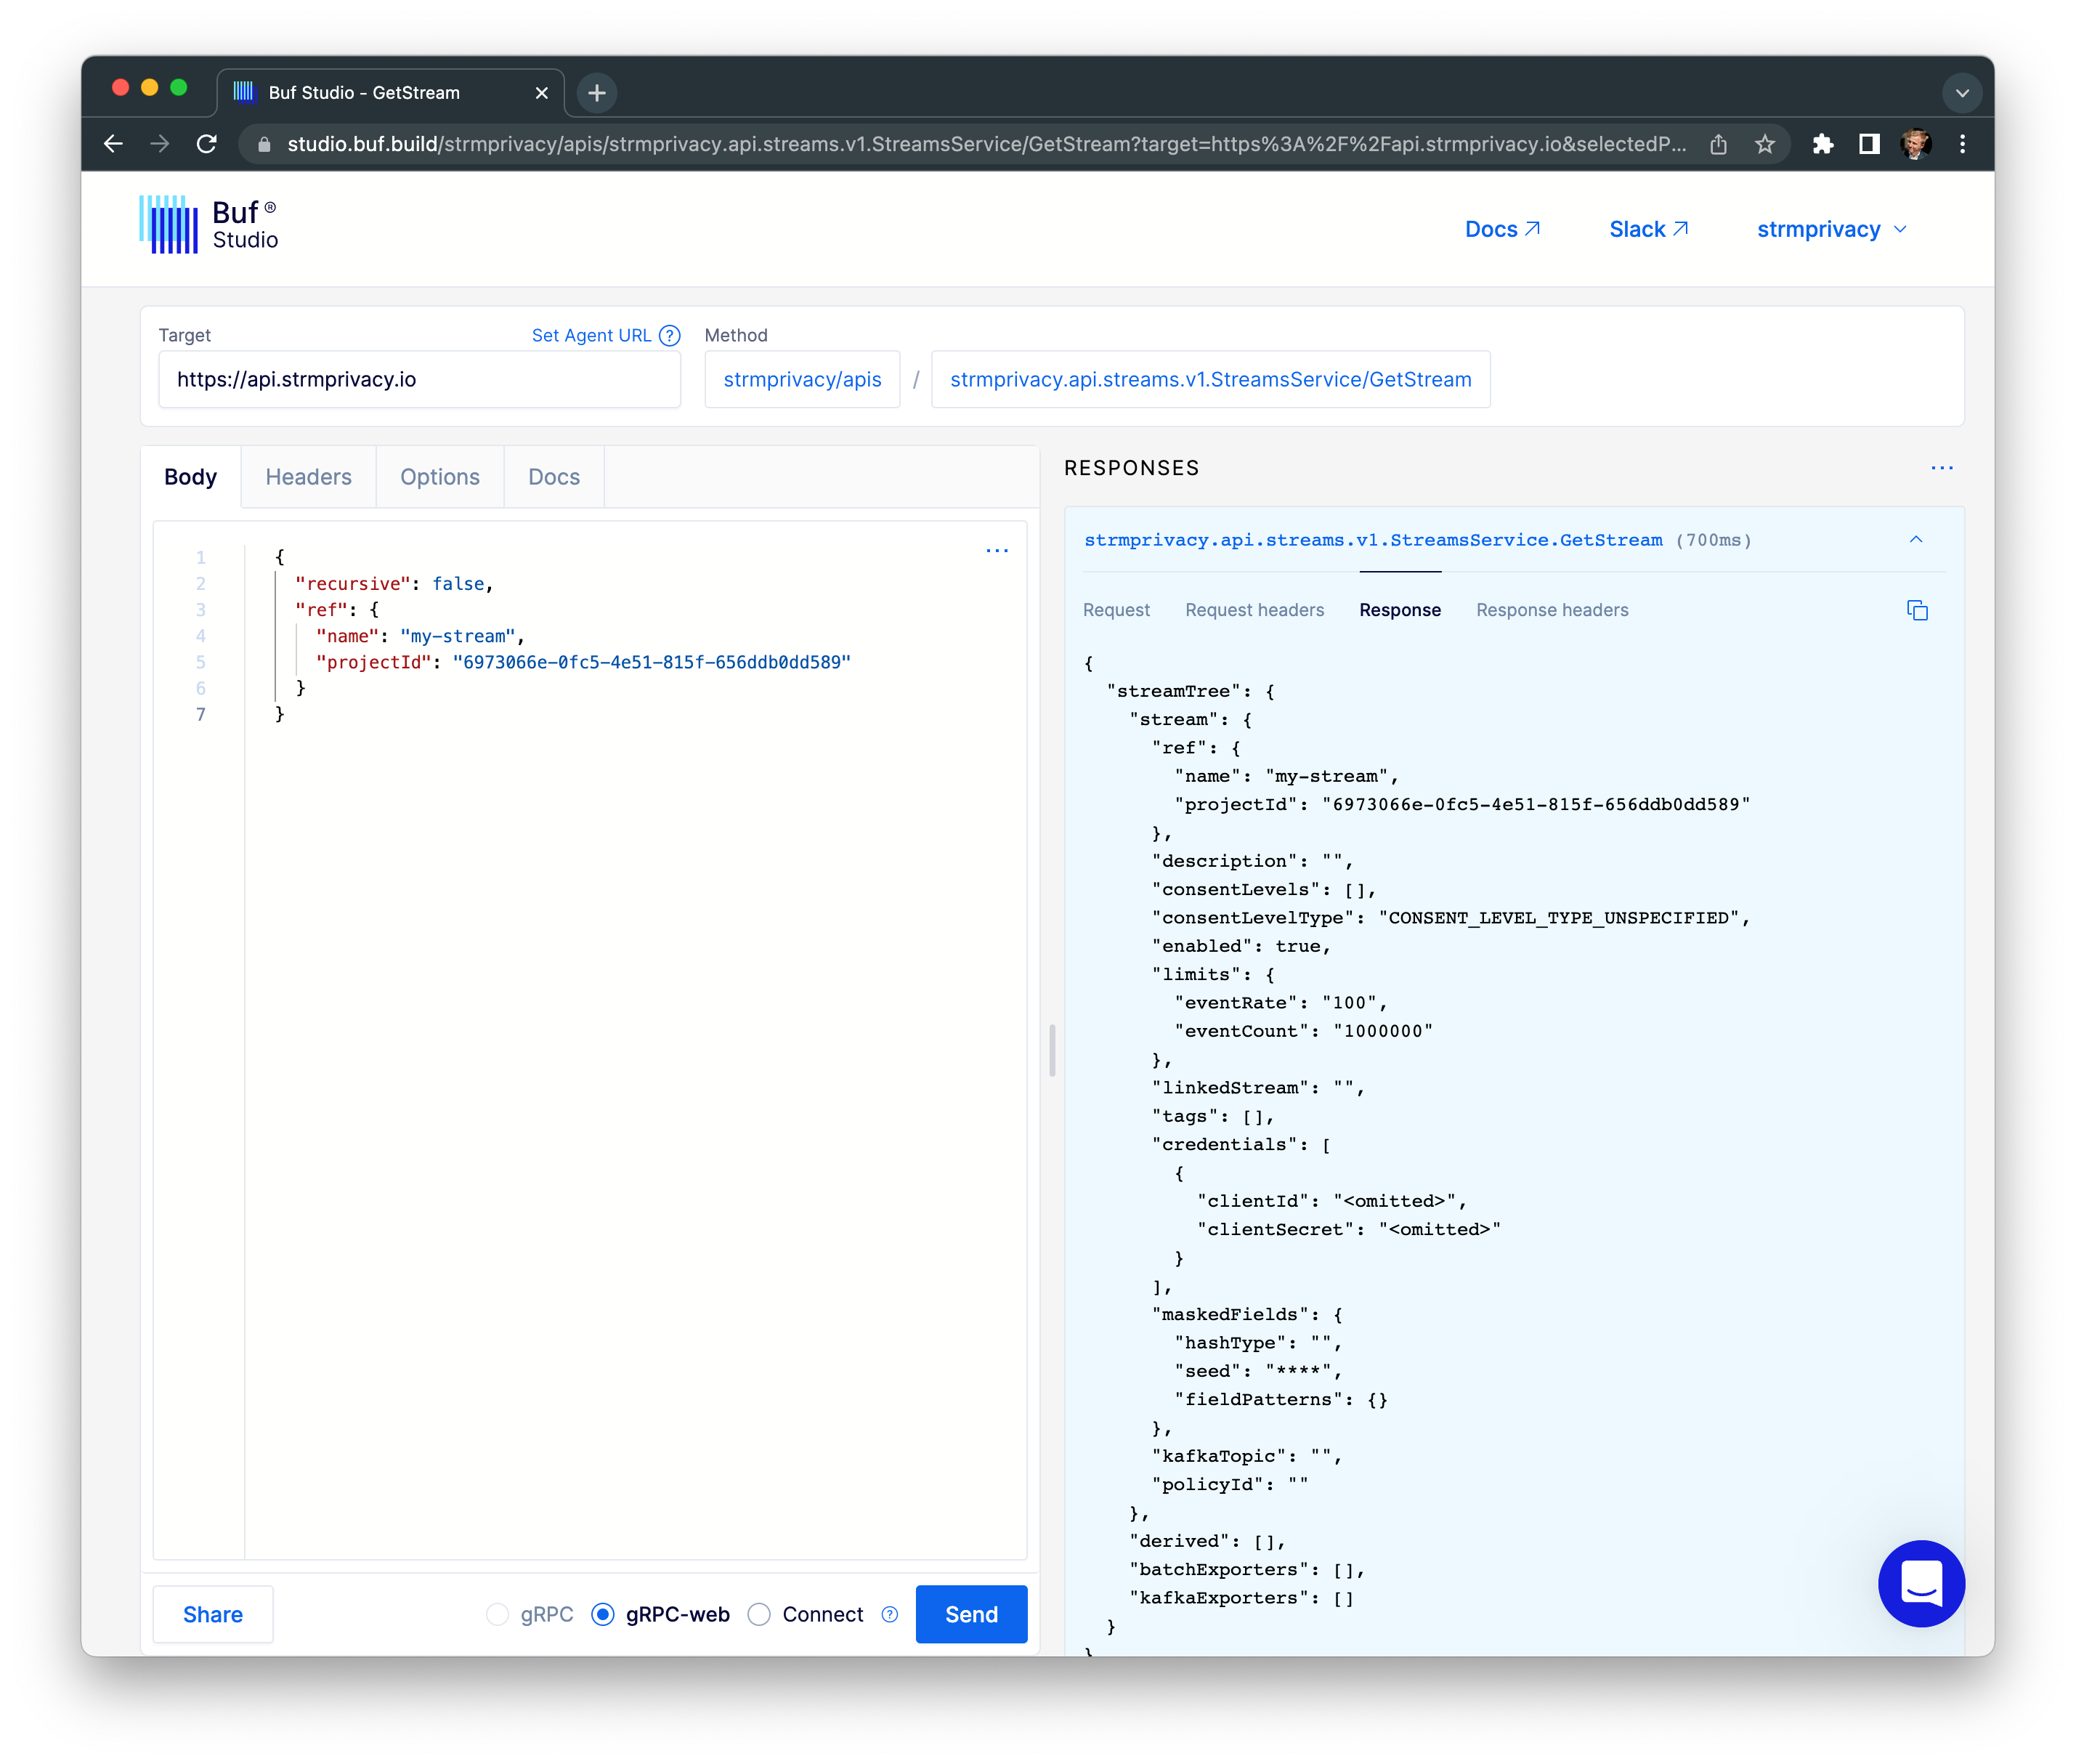 Buf Studio - GetStream
studio.buf.build/strmprivacy/apis/strmprivacy.api.streams.v1.StreamsService/GetStream?target=https%3A%2F%2Fapi.strmprivacy.io&selectedP...
Buf ®
Studio
Docs
Slack
strmprivacy
Target
Set Agent URL ?
Method
https://api.strmprivacy.io
strmprivacy/apis / strmprivacy.api.streams.v1.StreamsService/GetStream
Body
Headers
Options
Docs
1 {
2 "recursive": false,
3 "ref": {
4 "name": "my-stream",
5 "projectId": "6973066e-0fc5-4e51-815f-656ddb0dd589"
6 }
7 }
Share
gRPC
gRPC-web
Connect ?
Send
RESPONSES
strmprivacy.api.streams.v1.StreamsService.GetStream (700ms)
Request
Request headers
Response
Response headers
{
"streamTree": {
"stream": {
"ref": {
"name": "my-stream",
"projectId": "6973066e-0fc5-4e51-815f-656ddb0dd589"
},
"description": "",
"consentLevels": [],
"consentLevelType": "CONSENT_LEVEL_TYPE_UNSPECIFIED",
"enabled": true,
"limits": {
"eventRate": "100",
"eventCount": "1000000"
},
"linkedStream": "",
"tags": [],
"credentials": [
{
"clientId": "<omitted>",
"clientSecret": "<omitted>"
}
],
"maskedFields": {
"hashType": "",
"seed": "****",
"fieldPatterns": {}
},
"kafkaTopic": "",
"policyId": ""
},
"derived": [],
"batchExporters": [],
"kafkaExporters": []
}
}